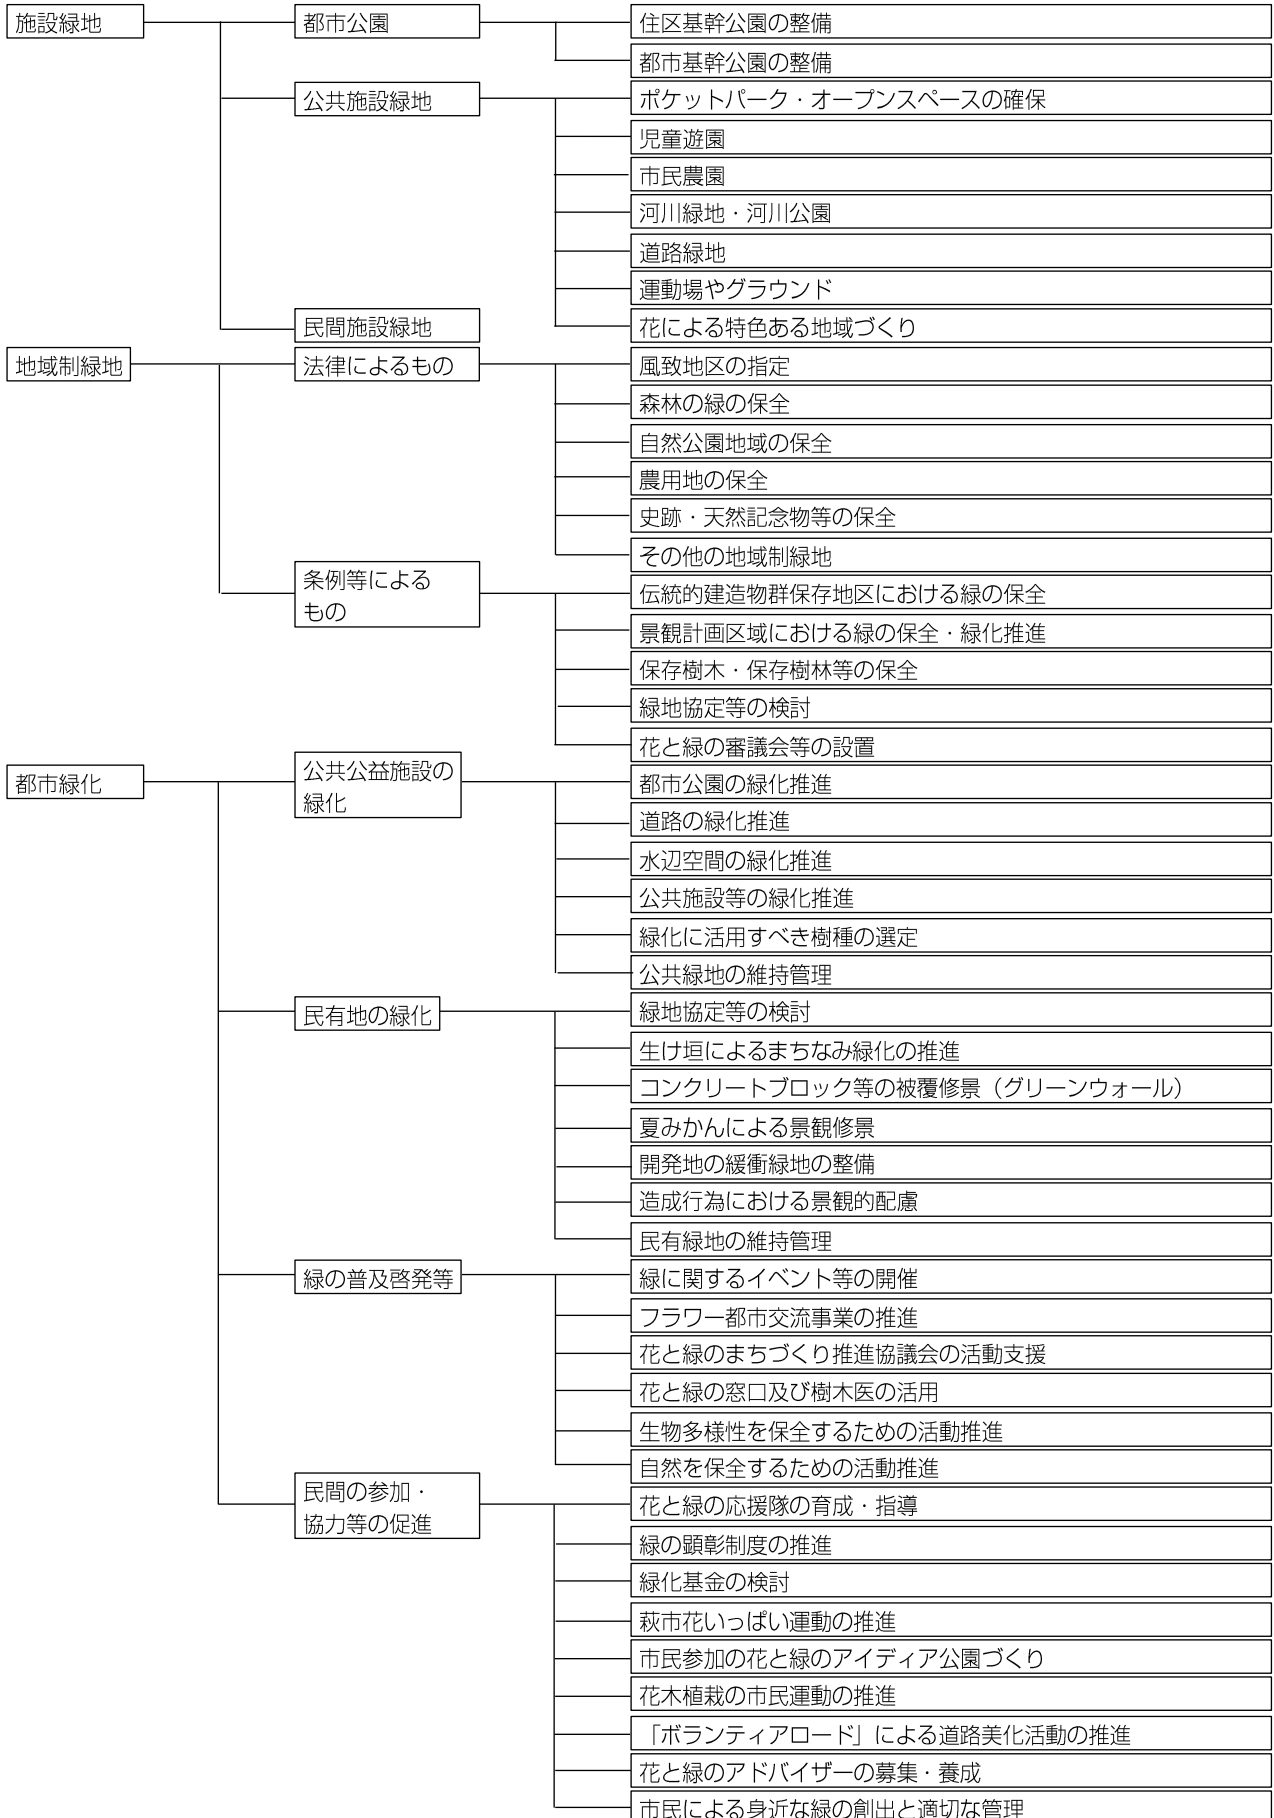 施設緑地
都市公園
住区基幹公園の整備
都市基幹公園の整備
公共施設緑地
ポケットパーク・オープンスペースの確保
児童遊園
市民農園
河川緑地・河川公園
道路緑地
運動場やグラウンド
花による特色ある地域づくり
民間施設緑地
地域制緑地
法律によるもの
風致地区の指定
森林の緑の保全
自然公園地域の保全
農用地の保全
史跡・天然記念物等の保全
その他の地域制緑地
条例等による
もの
伝統的建造物群保存地区における緑の保全
景観計画区域における緑の保全・緑化推進
保存樹木・保存樹林等の保全
緑地協定等の検討
花と緑の審議会等の設置
都市緑化
公共公益施設の
緑化
都市公園の緑化推進
道路の緑化推進
水辺空間の緑化推進
公共施設等の緑化推進
緑化に活用すべき樹種の選定
公共緑地の維持管理
民有地の緑化
緑地協定等の検討
生け垣によるまちなみ緑化の推進
コンクリートブロック等の被覆修景（グリーンウォール）
夏みかんによる景観修景
開発地の緩衝緑地の整備
造成行為における景観的配慮
民有緑地の維持管理
緑の普及啓発等
緑に関するイベント等の開催
フラワー都市交流事業の推進
花と緑のまちづくり推進協議会の活動支援
花と緑の窓口及び樹木医の活用
生物多様性を保全するための活動推進
自然を保全するための活動推進
民間の参加・
協力等の促進
花と緑の応援隊の育成・指導
緑の顕彰制度の推進
緑化基金の検討
萩市花いっぱい運動の推進
市民参加の花と緑のアイディア公園づくり
花木植栽の市民運動の推進
「ボランティアロード」による道路美化活動の推進
花と緑のアドバイザーの募集・養成
市民による身近な緑の創出と適切な管理